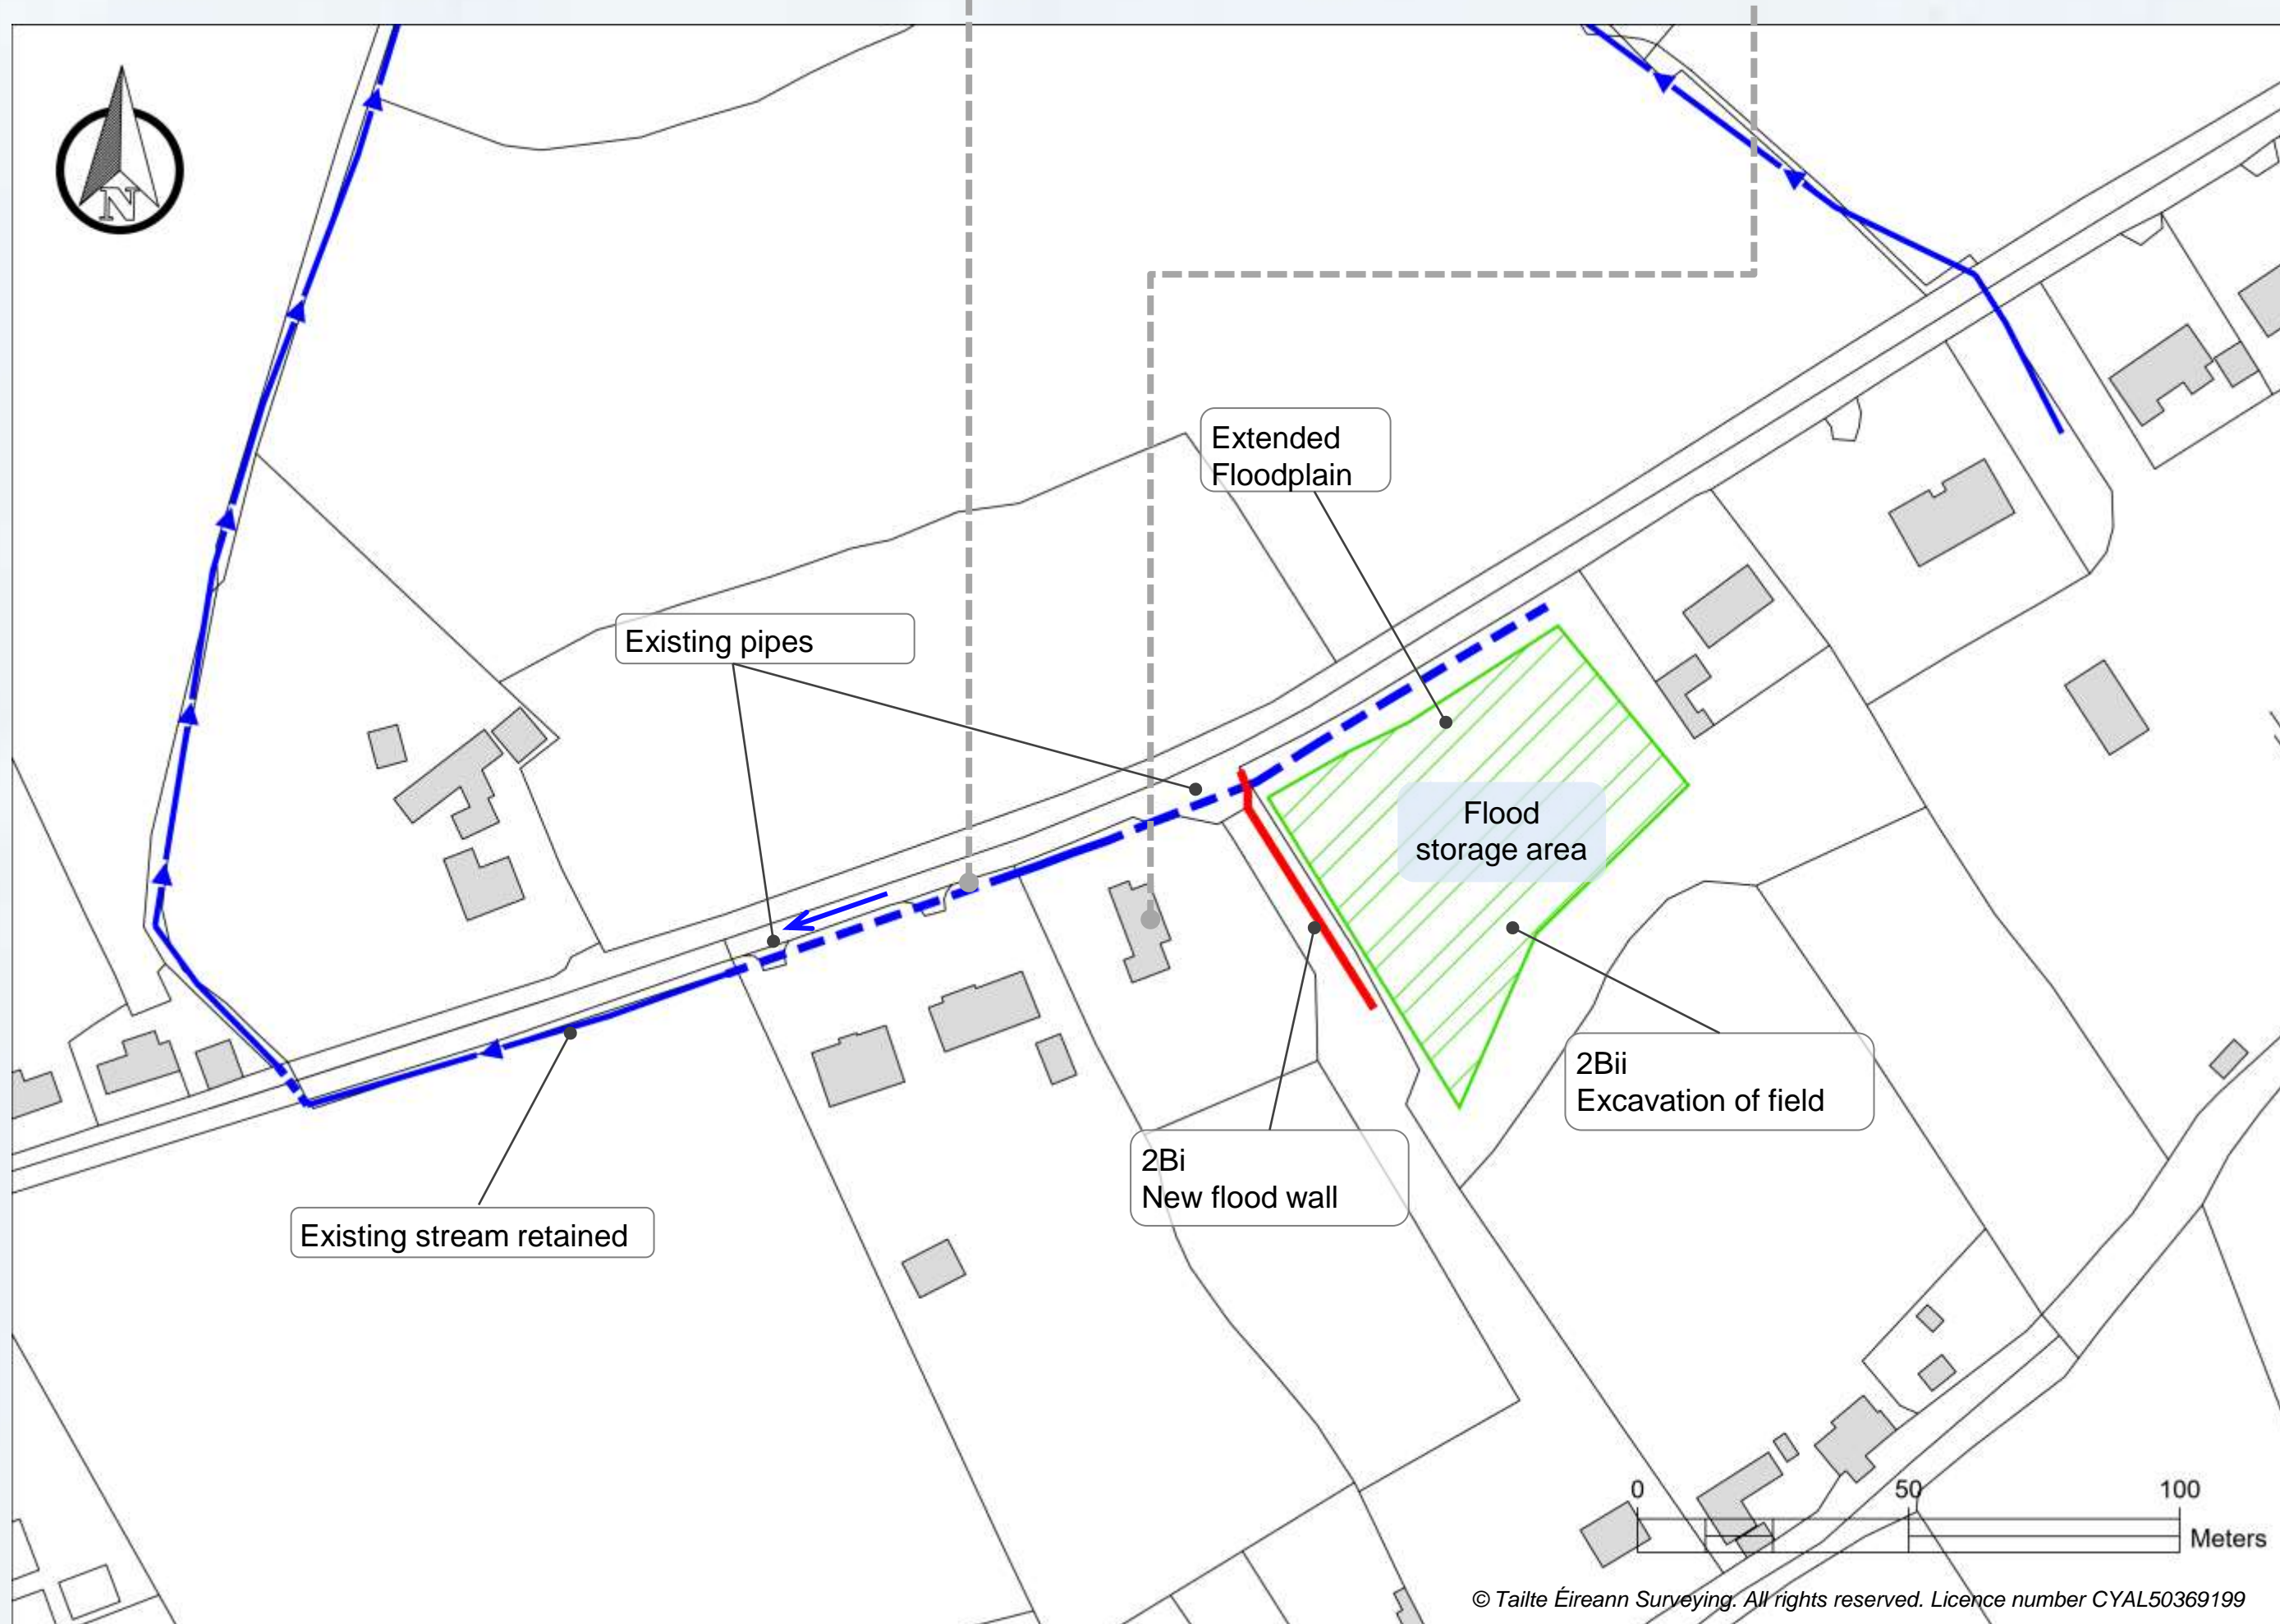 N
Extended
Floodplain
Existing pipes
Flood
storage area
2Bii
Excavation of field
2Bi
New flood wall
Existing stream retained
0 50 100
Meters
© Tailte Éireann Surveying. All rights reserved. Licence number CYAL50369199